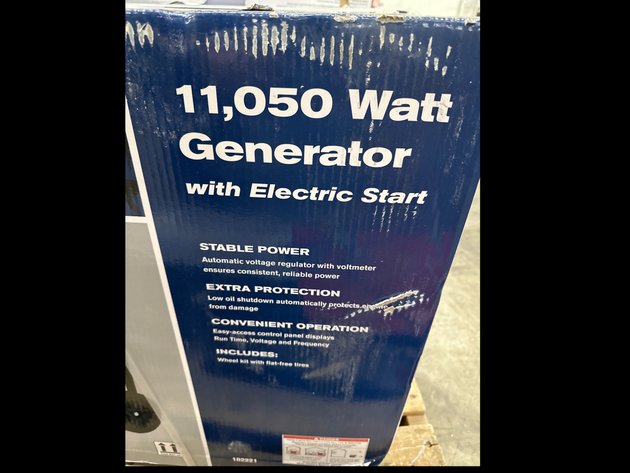 11,050 Watt
Generator
with Electric Start
STABLE POWER
Automatic voltage regulator with voltmeter
ensures consistent, reliable power
EXTRA PROTECTION
Low oil shutdown automatically protects engine
from damage
CONVENIENT OPERATION
Easy-access control panel displays
Run Time, Voltage and Frequency
INCLUDES:
Wheel kit with flat-free tires
102221